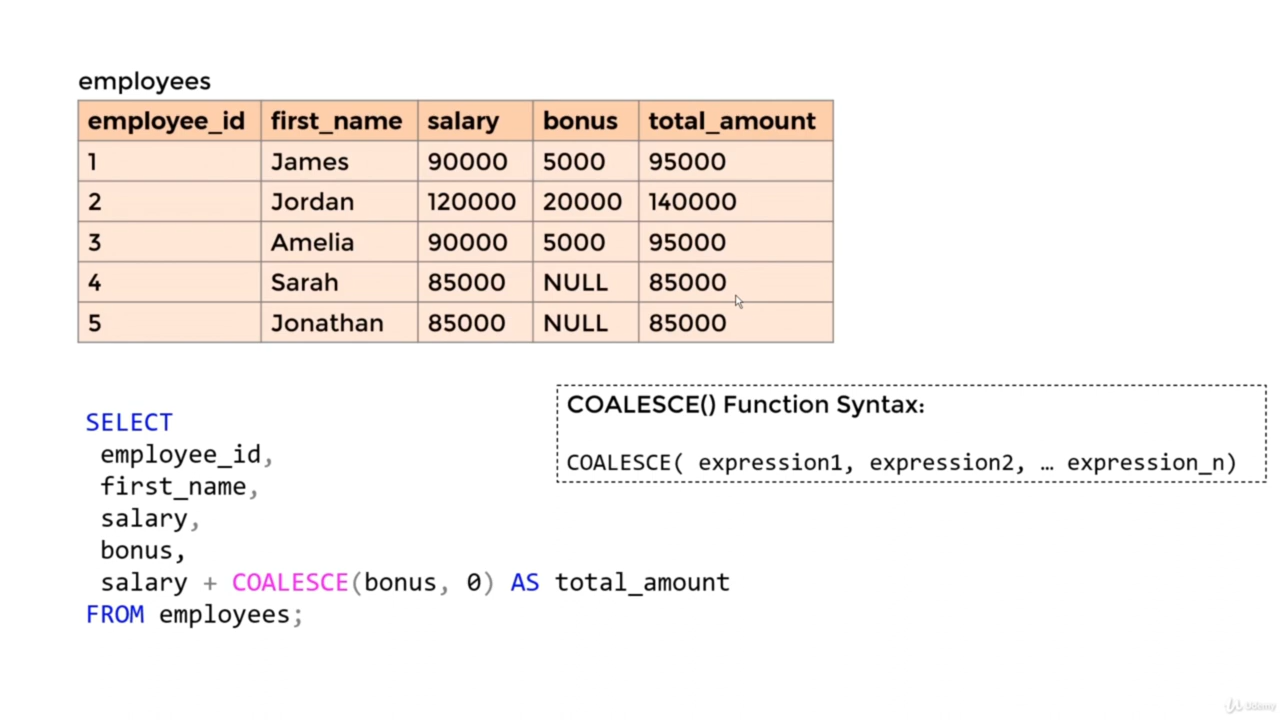 employees
employee_id first_name salary bonus total_amount
1 James 90000 5000 95000
2 Jordan 120000 20000 140000
3 Amelia 90000 5000 95000
4 Sarah 85000 NULL 85000
5 Jonathan 85000 NULL 85000
COALESCE() Function Syntax:
COALESCE( expression1, expression2, … expression_n)
SELECT
employee_id,
first_name,
salary,
bonus,
salary + COALESCE(bonus, 0) AS total_amount
FROM employees;
Udemy